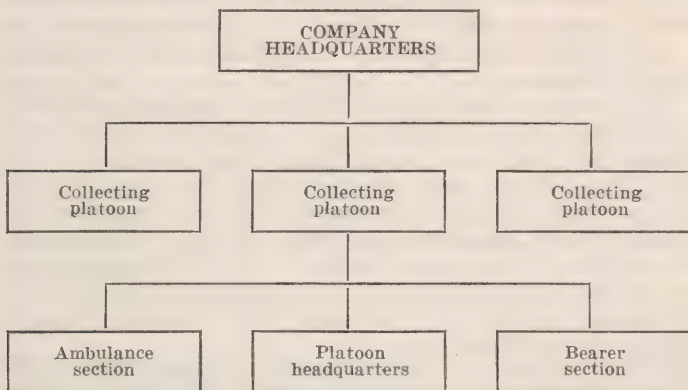 COMPANY
HEADQUARTERS
Collecting
platoon
Collecting
platoon
Collecting
platoon
Ambulance
section
Platoon
headquarters
Bearer
section